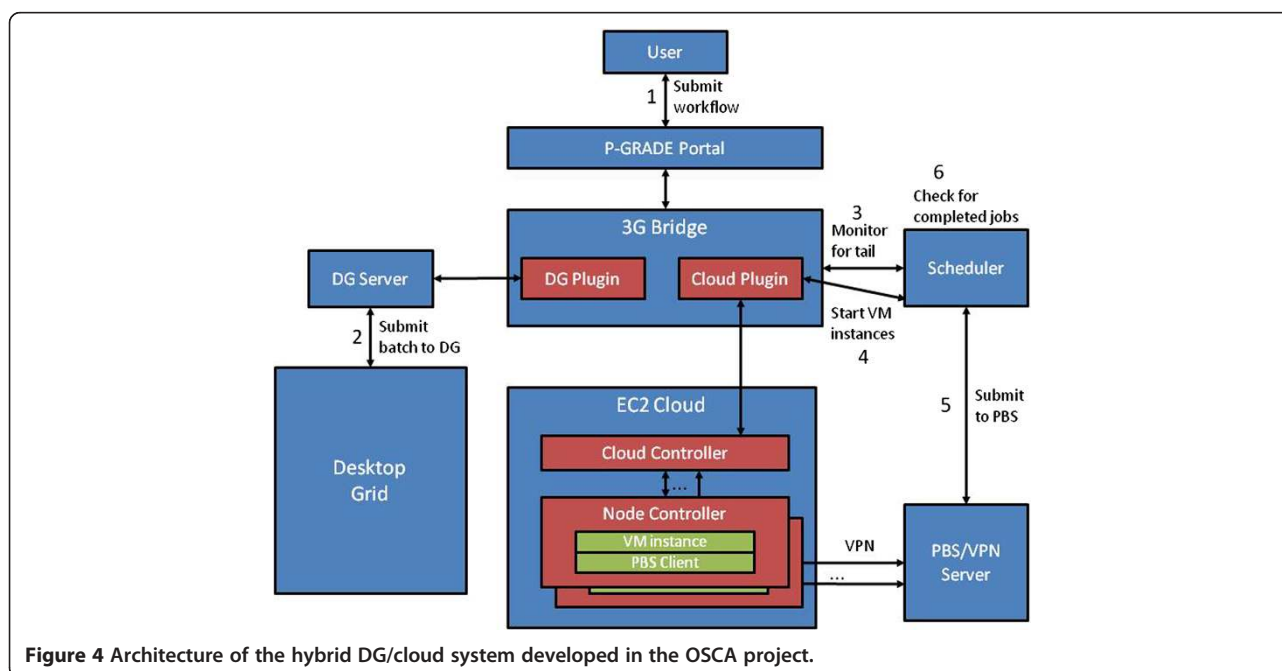 User
1
Submit
workflow
P-GRADE Portal
6
Check for
completed jobs
3G Bridge
3
Monitor
for tail
DG Server
DG Plugin
Cloud Plugin
Scheduler
2
Submit
batch to DG
Start VM
instances
4
EC2 Cloud
5
Submit
to PBS
Cloud Controller
...
Desktop
Grid
Node Controller
VM instance
PBS Client
VPN
...
PBS/VPN
Server
Figure 4 Architecture of the hybrid DG/cloud system developed in the OSCA project.